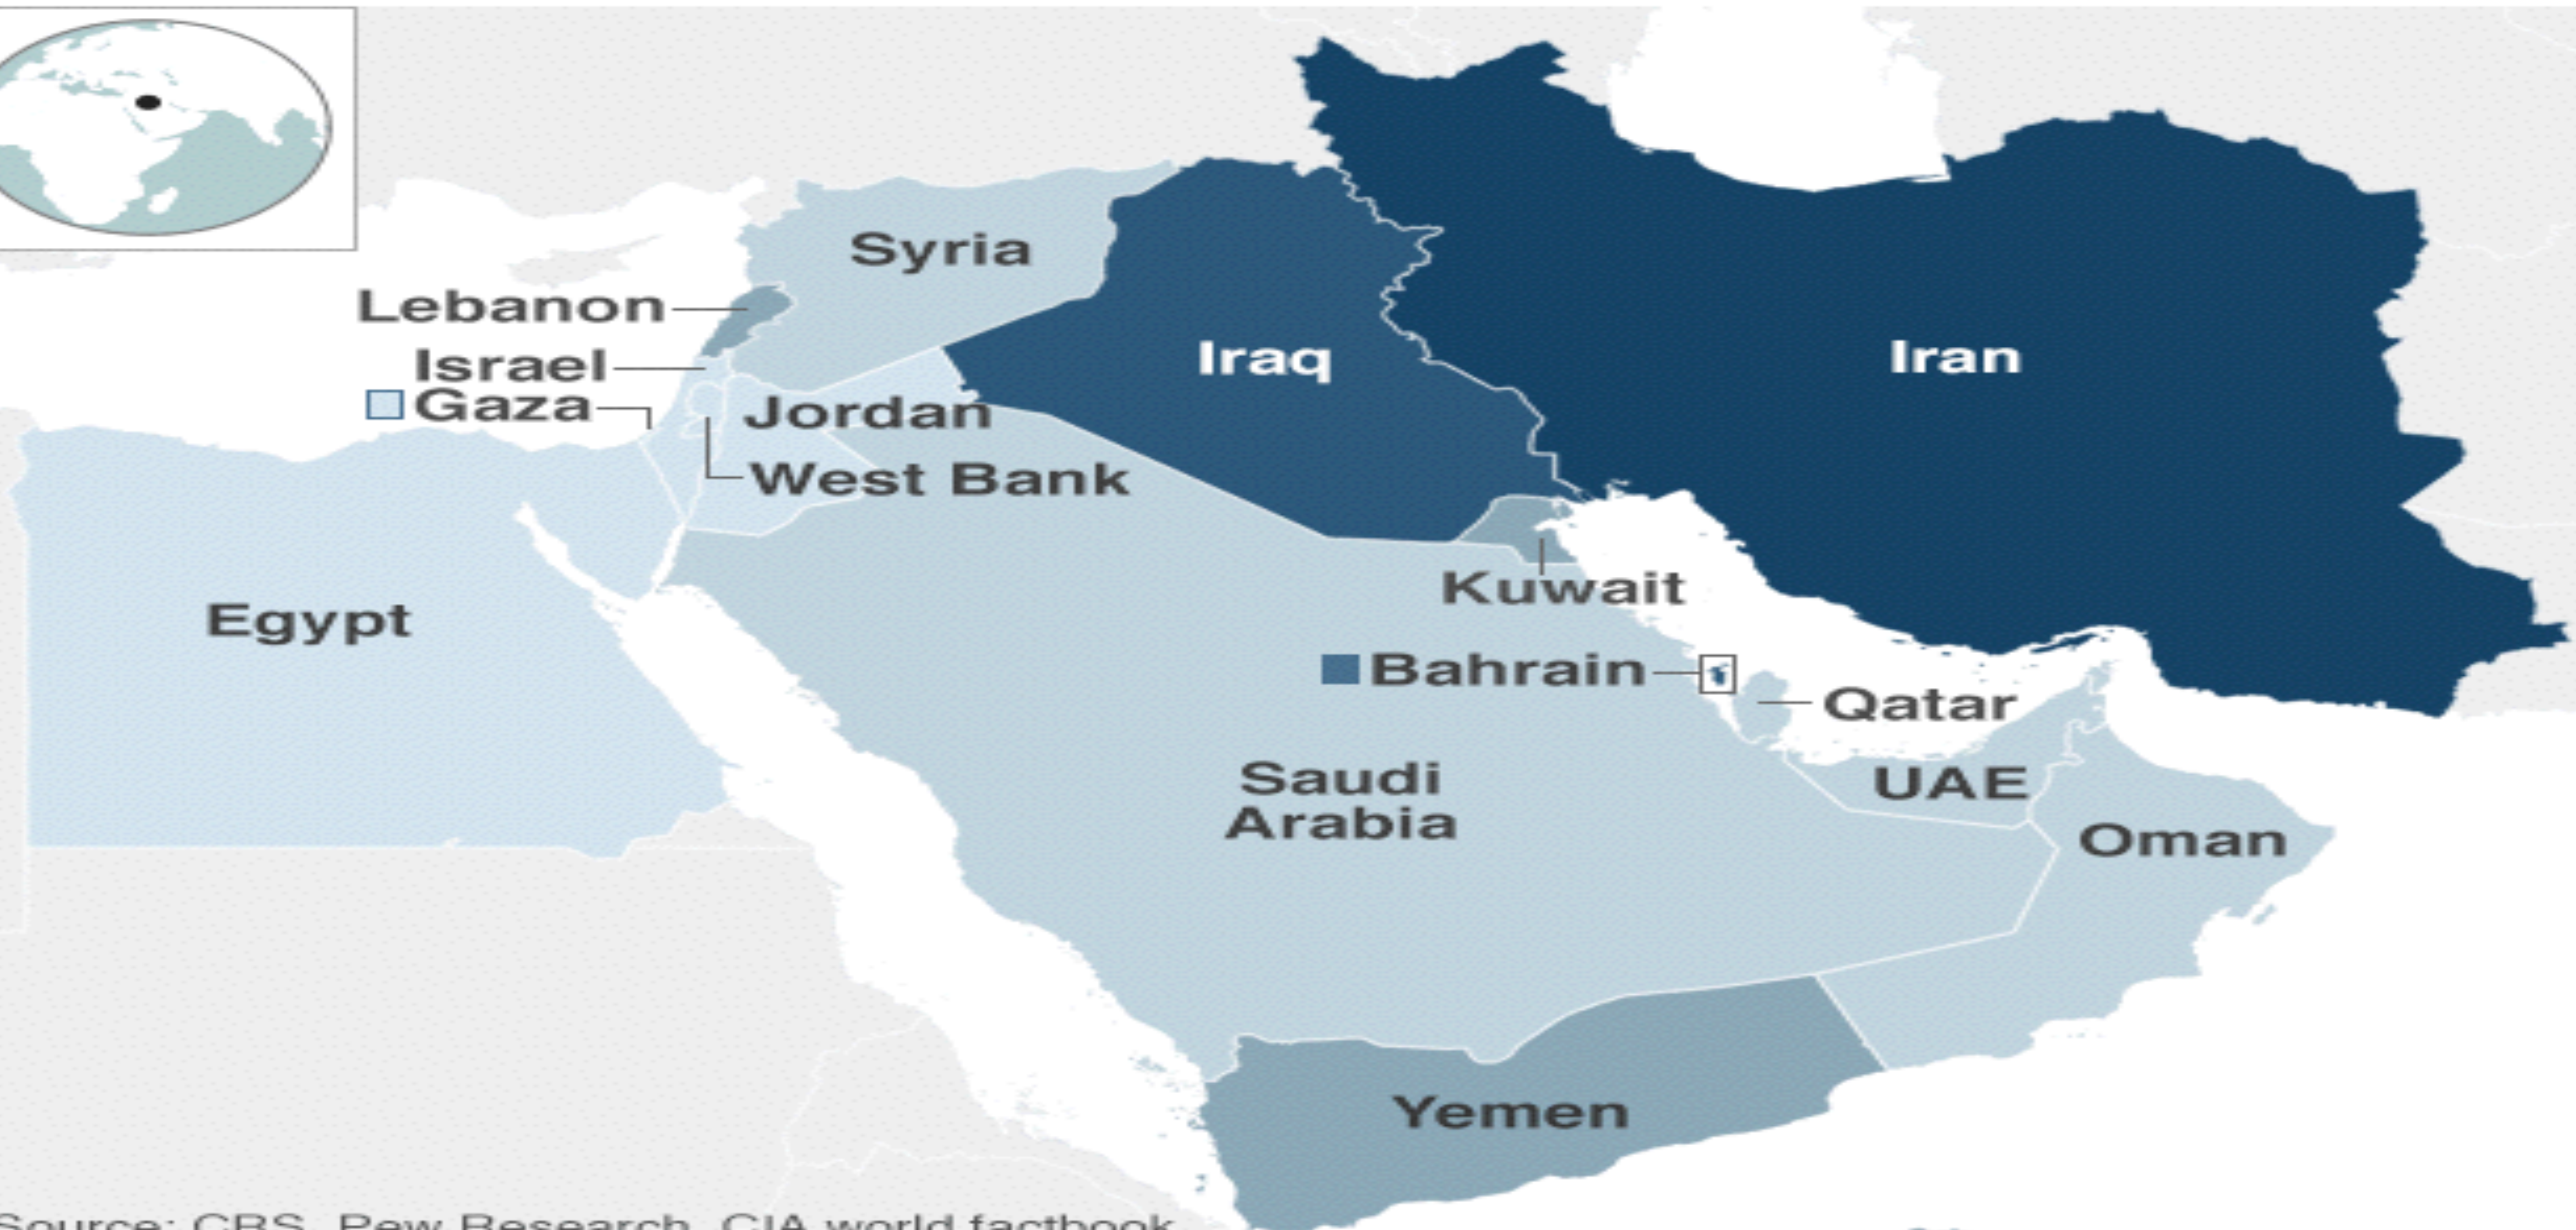 Syria
Lebanon
Iraq
Iran
Israel
Gaza
Jordan
West Bank
Kuwait
Egypt
Bahrain
Qatar
Saudi
Arabia
UAE
Oman
Yemen
Source: CRS, Pew Research, CIA world factbook